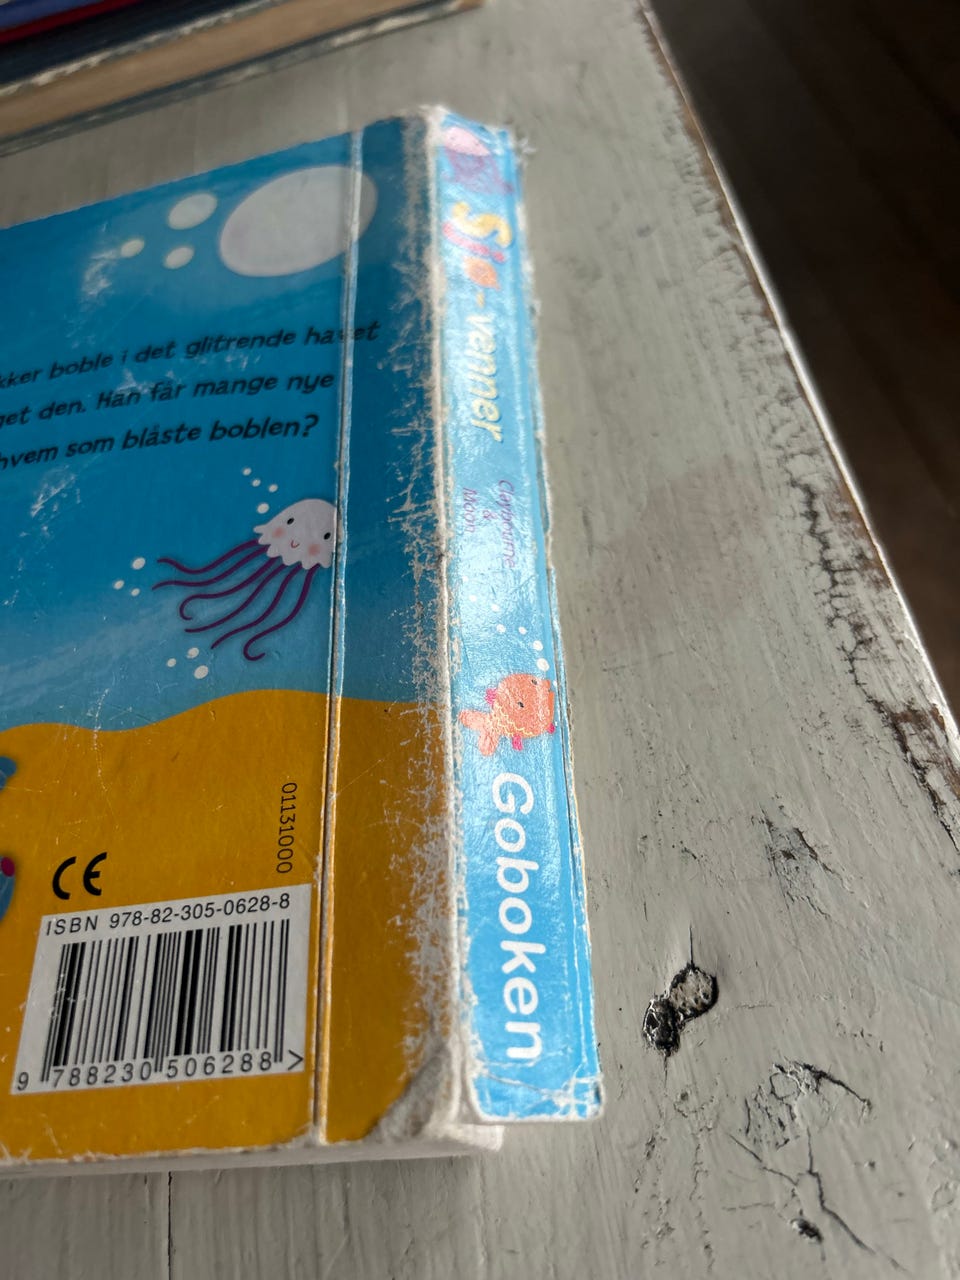 kker boble i det glitrende havet
get den. Han får mange nye
hvem som blåste boblen?
01131000
CE
ISBN 978-82-305-0628-8
9 788230 506288 >
Sjø-venner
Claybourne
&
Moon
Goboken